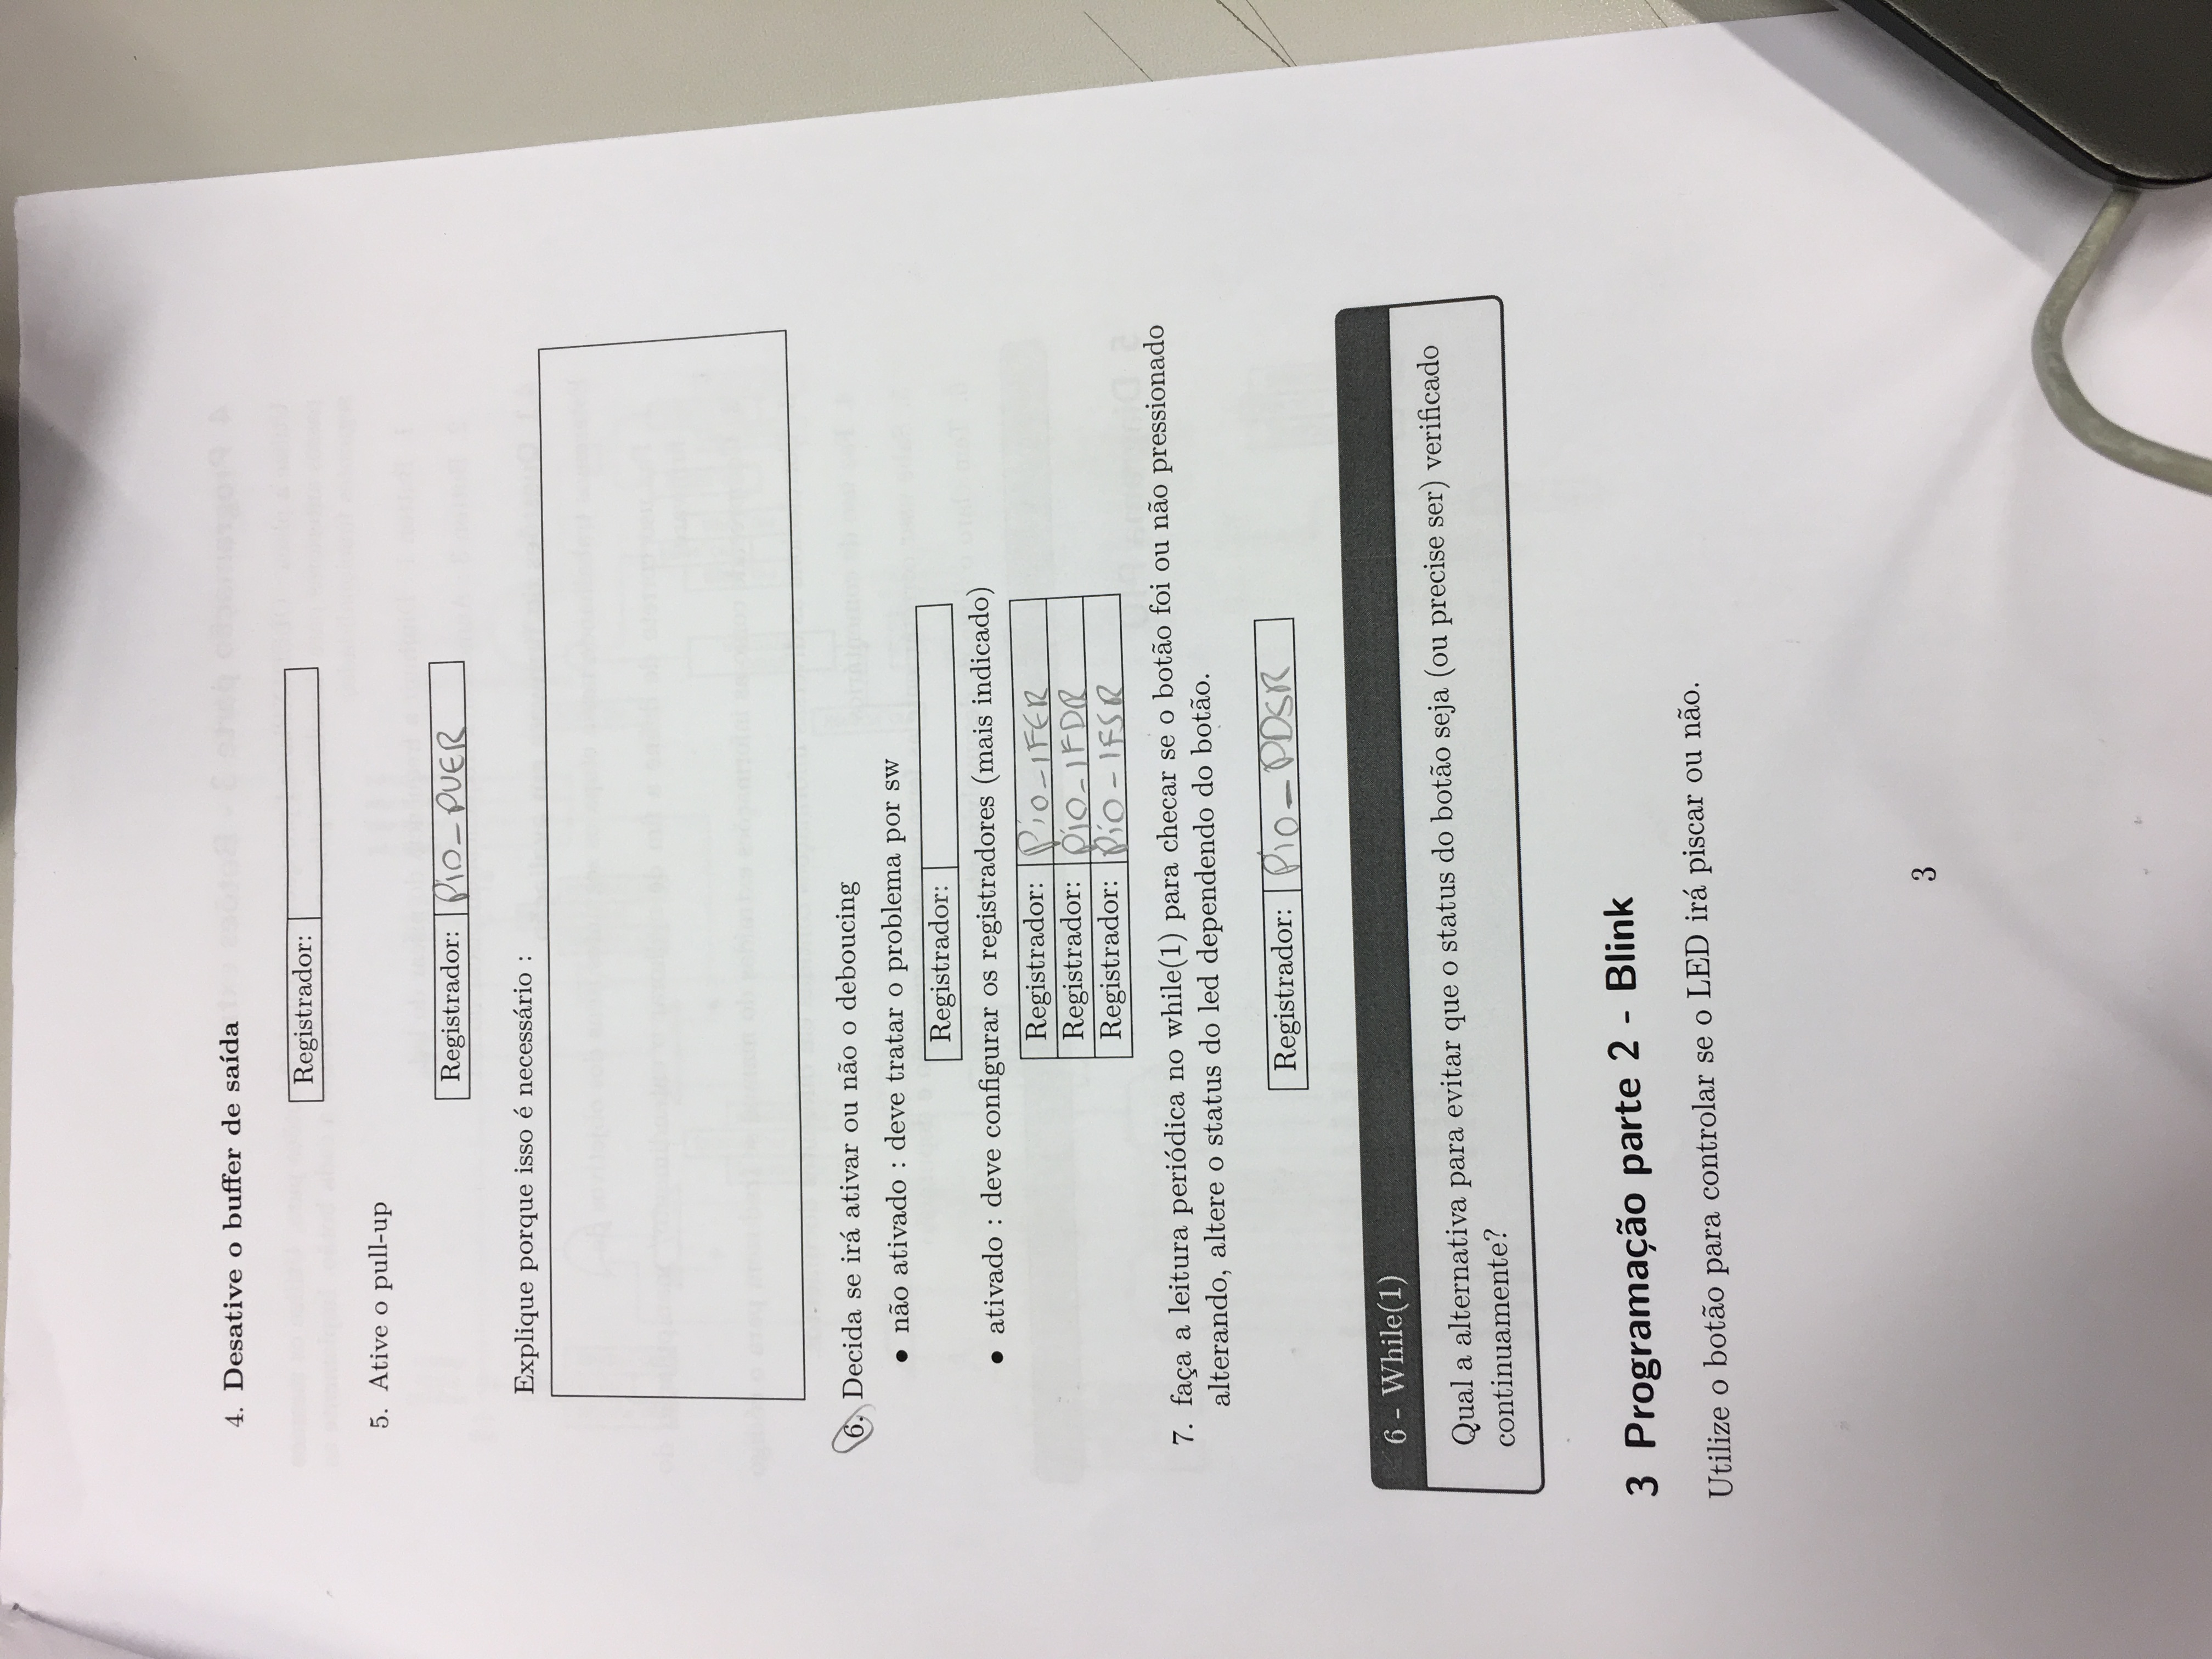 4. Desative o buffer de saída
Registrador:
5. Ative o pull-up
Registrador: PiO_PUER
Explique porque isso é necessário :
6. Decida se irá ativar ou não o deboucing
• não ativado : deve tratar o problema por sw
Registrador:
• ativado : deve configurar os registradores (mais indicado)
Registrador: Pio_IFER
Registrador: PiO_IFDR
Registrador: PiO_IFSR
7. faça a leitura periódica no while(1) para checar se o botão foi ou não pressionado
alterando, altere o status do led dependendo do botão.
Registrador: PiO_PDSR
6 - While(1)
Qual a alternativa para evitar que o status do botão seja (ou precise ser) verificado
continuamente?
3 Programação parte 2 - Blink
Utilize o botão para controlar se o LED irá piscar ou não.
3